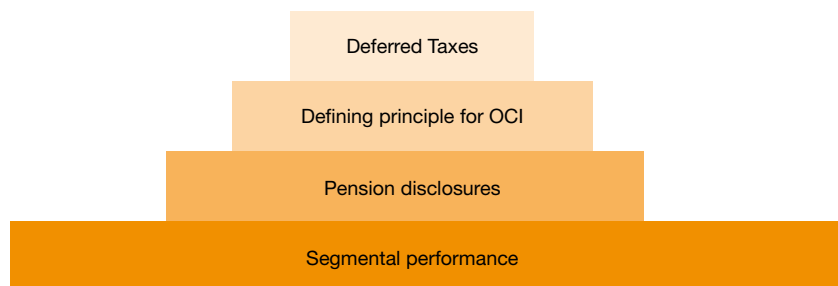 Deferred Taxes
Defining principle for OCI
Pension disclosures
Segmental performance